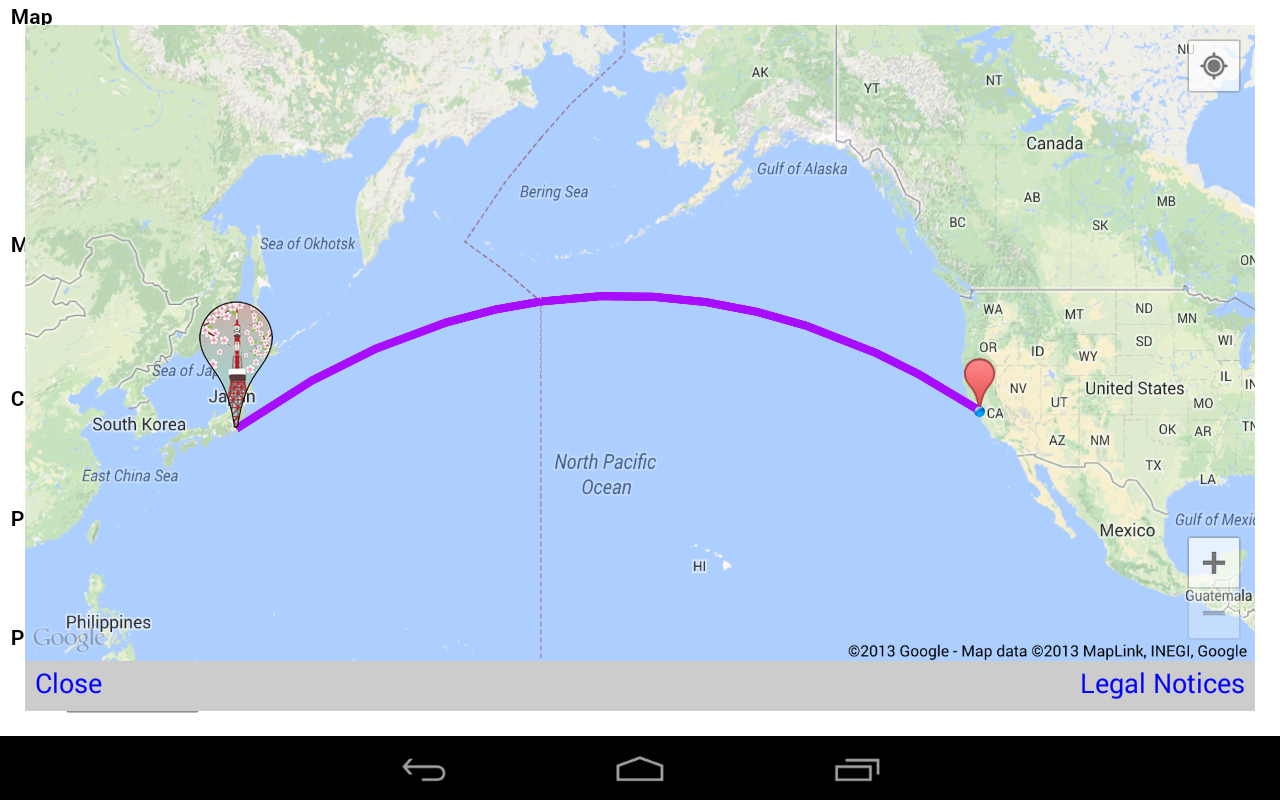 Map
NU
AK
YT
NT
Canada
Gulf of Alaska
Bering Sea
AB
MB
BC
SK
M
Sea of Okhotsk
ON
WA
MT
ND
MN
OR
ID
WY
SD
WI
Sea of Jap
NV
United States
IL
IN
Japan
UT
MO
C
South Korea
CA
OK
AR
TN
AZ
NM
East China Sea
North Pacific
Ocean
TX
LA
P
Gulf of Mexic
Mexico
HI
+
Guatemala
−
Philippines
P
Google
©2013 Google - Map data ©2013 MapLink, INEGI, Google
Close
Legal Notices